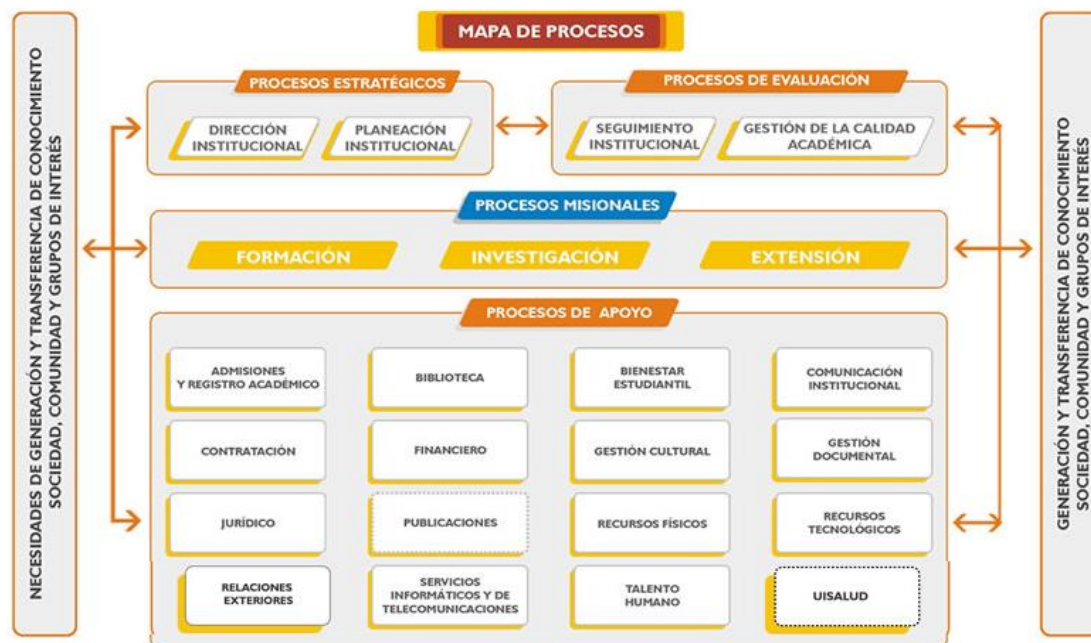 MAPA DE PROCESOS
NECESIDADES DE GENERACIÓN Y TRANSFERENCIA DE CONOCIMIENTO
SOCIEDAD, COMUNIDAD Y GRUPOS DE INTERÉS
PROCESOS ESTRATÉGICOS
DIRECCIÓN
INSTITUCIONAL
PLANEACIÓN
INSTITUCIONAL
PROCESOS DE EVALUACIÓN
SEGUIMIENTO
INSTITUCIONAL
GESTIÓN DE LA CALIDAD
ACADÉMICA
PROCESOS MISIONALES
FORMACIÓN
INVESTIGACIÓN
EXTENSIÓN
PROCESOS DE APOYO
ADMISIONES
Y REGISTRO ACADÉMICO
BIBLIOTECA
BIENESTAR
ESTUDIANTIL
COMUNICACIÓN
INSTITUCIONAL
CONTRATACIÓN
FINANCIERO
GESTIÓN CULTURAL
GESTIÓN
DOCUMENTAL
JURÍDICO
PUBLICACIONES
RECURSOS FÍSICOS
RECURSOS
TECNOLÓGICOS
RELACIONES
EXTERIORES
SERVICIOS
INFORMÁTICOS Y DE
TELECOMUNICACIONES
TALENTO
HUMANO
UISALUD
GENERACIÓN Y TRANSFERENCIA DE CONOCIMIENTO
SOCIEDAD, COMUNIDAD Y GRUPOS DE INTERÉS